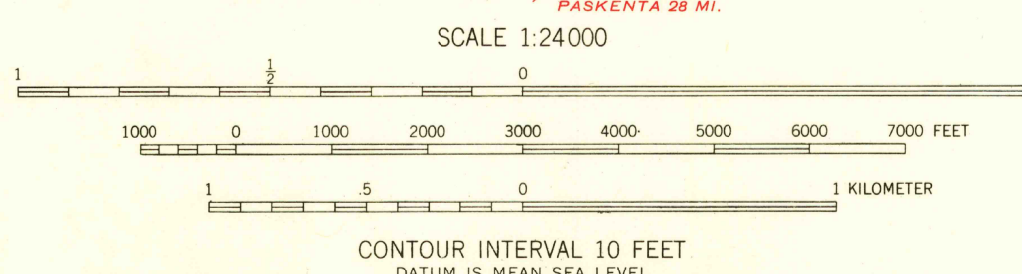 PASKENTA 28 MI.
SCALE 1:24000
1 1/2 0
1000 0 1000 2000 3000 4000 5000 6000 7000 FEET
1 .5 0 1 KILOMETER
CONTOUR INTERVAL 10 FEET
DATUM IS MEAN SEA LEVEL